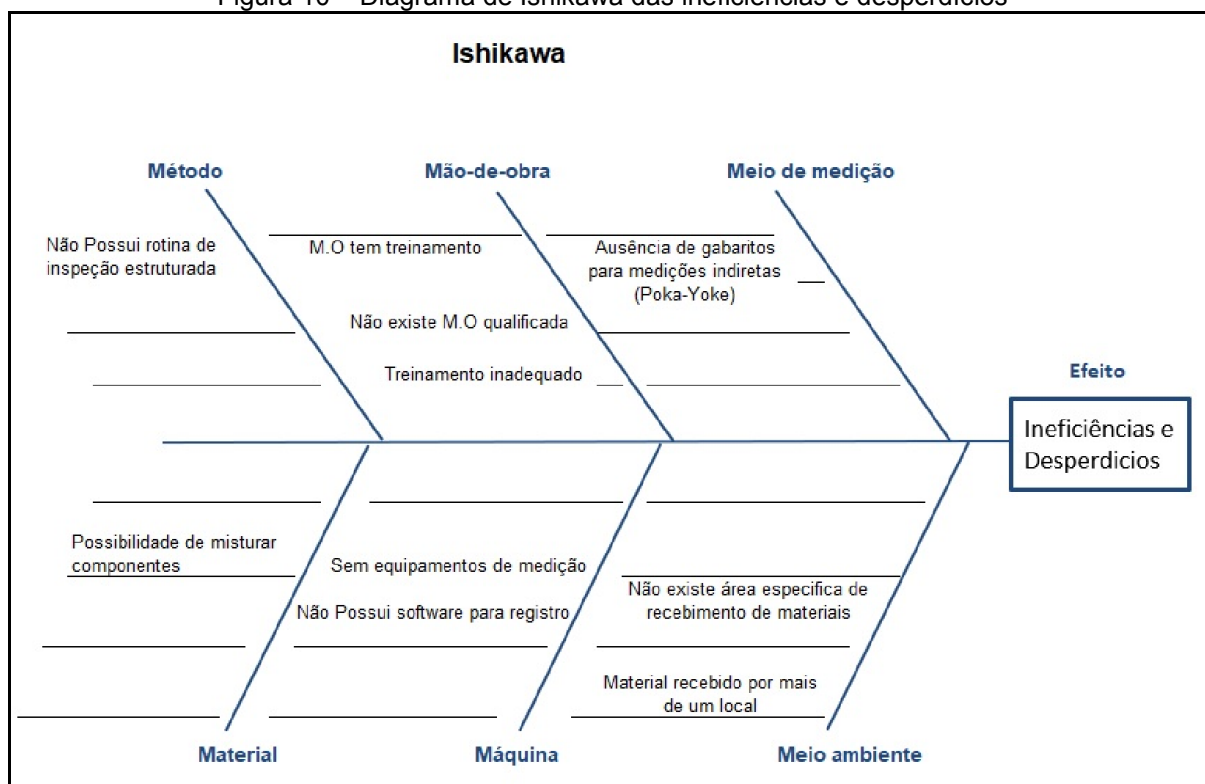 Figura 10 – Diagrama de Ishikawa das ineficiências e desperdícios
Ishikawa
Método
Mão-de-obra
Meio de medição
Não Possui rotina de
inspeção estruturada
M.O tem treinamento
Ausência de gabaritos
para medições indiretas
(Poka-Yoke)
Não existe M.O qualificada
Treinamento inadequado
Efeito
Ineficiências e
Desperdicios
Possibilidade de misturar
componentes
Sem equipamentos de medição
Não Possui software para registro
Não existe área especifica de
recebimento de materiais
Material recebido por mais
de um local
Material
Máquina
Meio ambiente